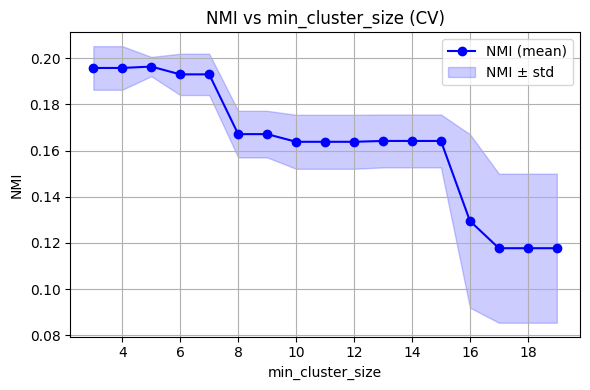 NMI vs min_cluster_size (CV)
NMI (mean)
NMI ± std
0.20
0.18
0.16
0.14
0.12
0.10
0.08
NMI
4 6 8 10 12 14 16 18
min_cluster_size